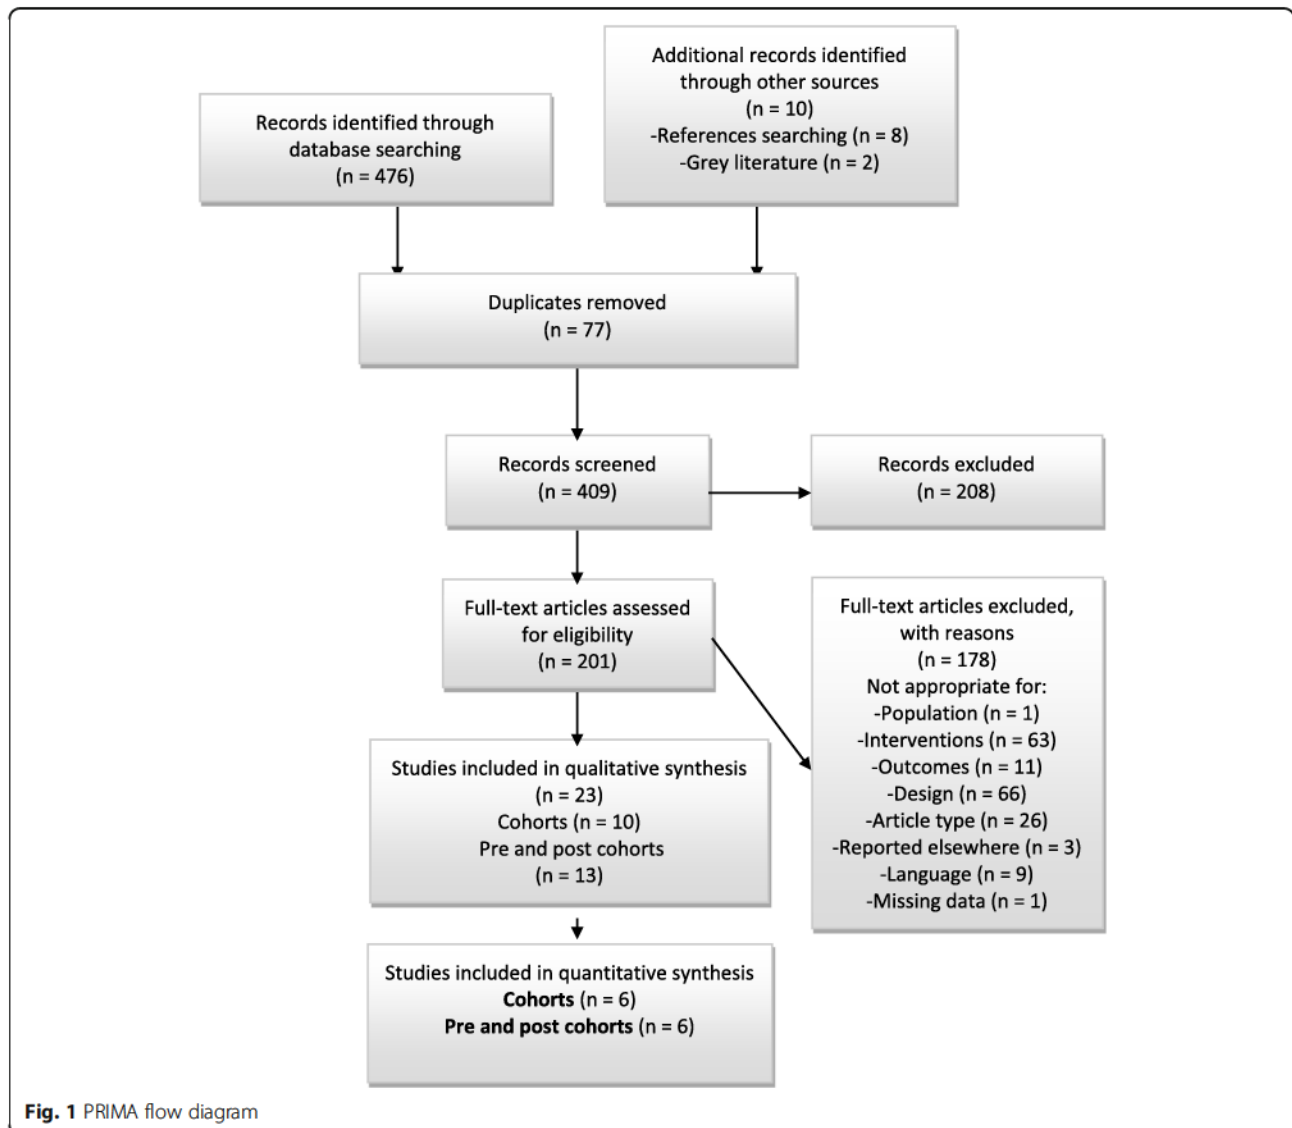 Records identified through
database searching
(n = 476)
Additional records identified
through other sources
(n = 10)
-References searching (n = 8)
-Grey literature (n = 2)
Duplicates removed
(n = 77)
Records screened
(n = 409)
Records excluded
(n = 208)
Full-text articles assessed
for eligibility
(n = 201)
Full-text articles excluded,
with reasons
(n = 178)
Not appropriate for:
-Population (n = 1)
-Interventions (n = 63)
-Outcomes (n = 11)
-Design (n = 66)
-Article type (n = 26)
-Reported elsewhere (n = 3)
-Language (n = 9)
-Missing data (n = 1)
Studies included in qualitative synthesis
(n = 23)
Cohorts (n = 10)
Pre and post cohorts
(n = 13)
Studies included in quantitative synthesis
Cohorts (n = 6)
Pre and post cohorts (n = 6)
Fig. 1 PRIMA flow diagram